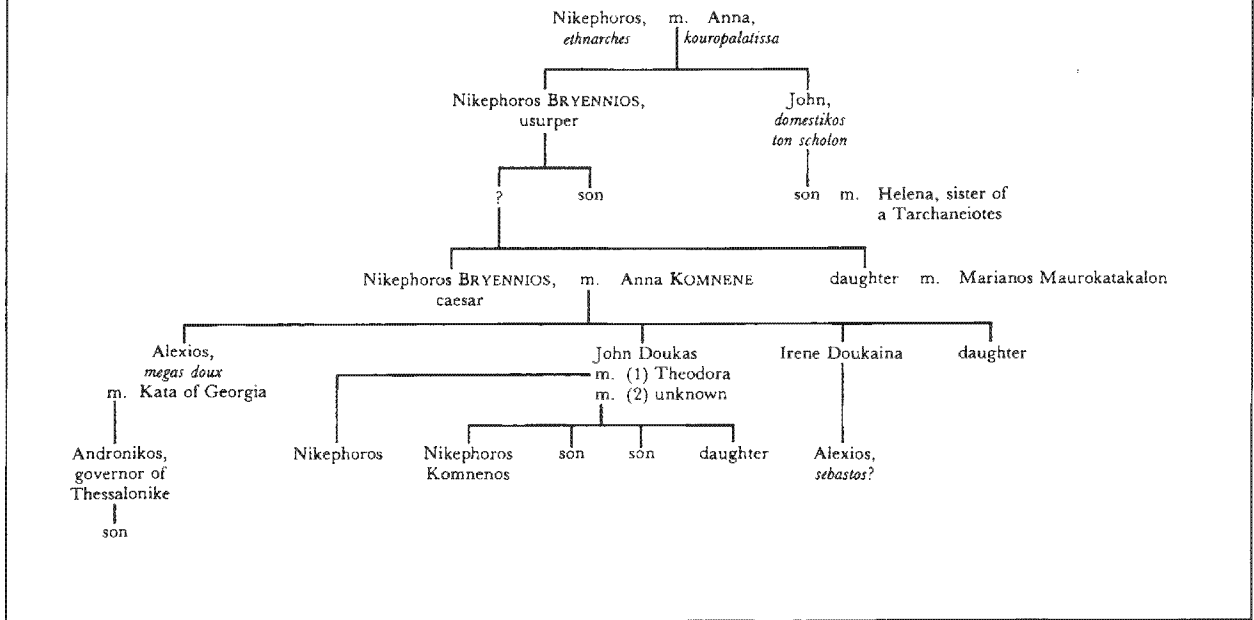 Nikephoros, m. Anna,
ethnarches kouropalatissa
Nikephoros BRYENNIOS,
usurper
John,
domestikos
ton scholon
? son
son m. Helena, sister of
a Tarchaneiotes
Nikephoros BRYENNIOS, m. Anna KOMNENE
caesar
daughter m. Marianos Maurokatakalon
Alexios,
megas doux
m. Kata of Georgia
John Doukas
m. (1) Theodora
m. (2) unknown
Irene Doukaina
daughter
Andronikos,
governor of
Thessalonike
Nikephoros
Nikephoros
Komnenos
son
son
daughter
Alexios,
sebastos?
son